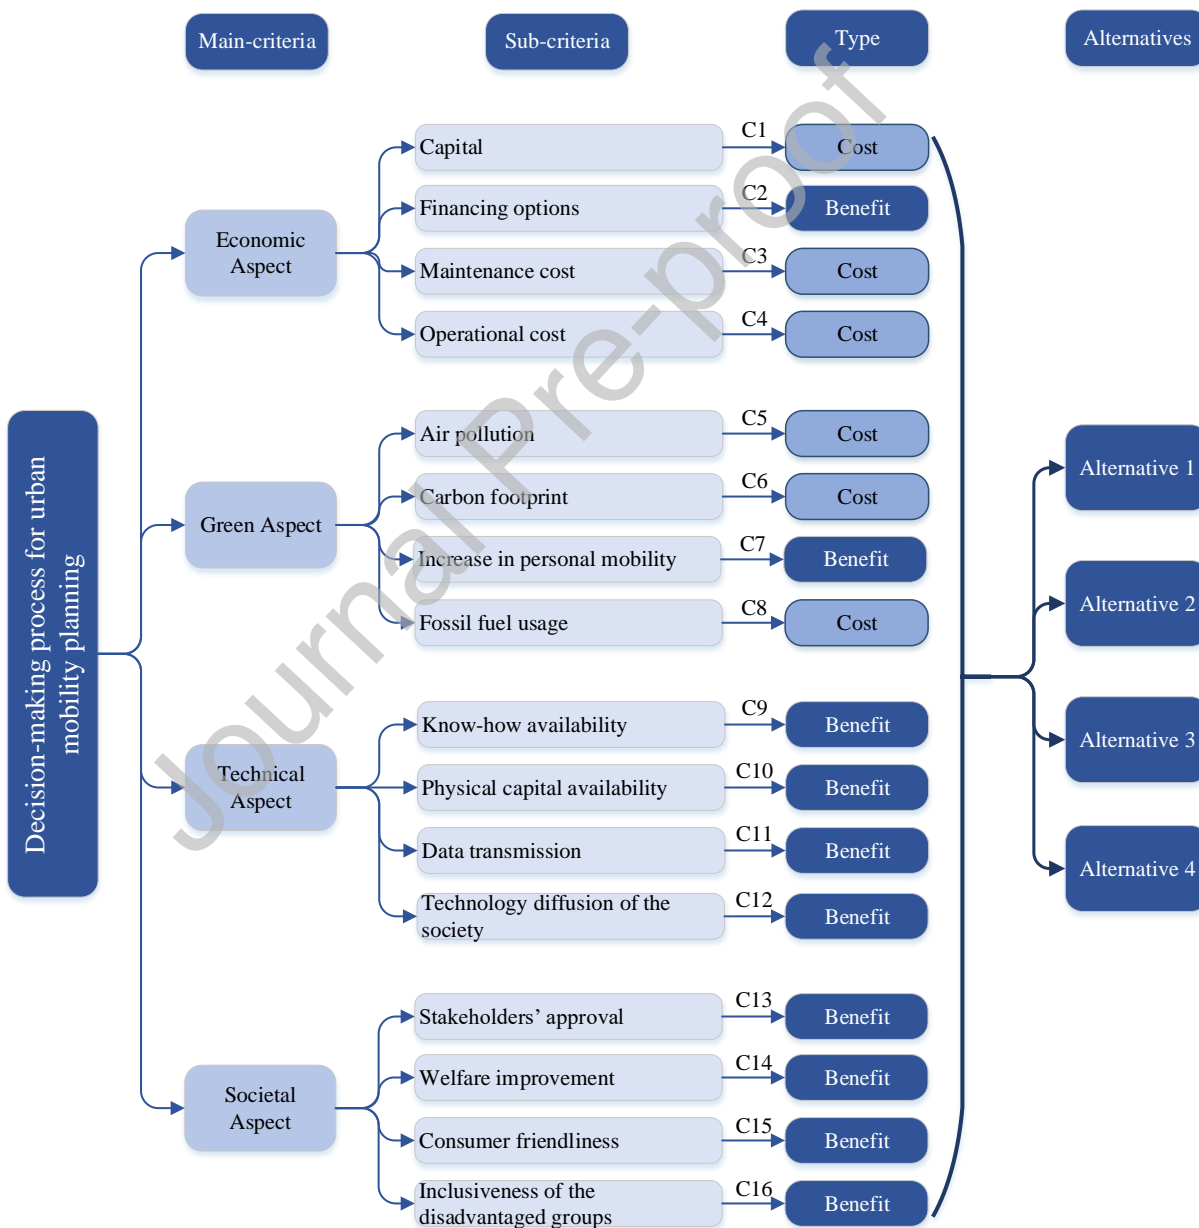 Main-criteria
Sub-criteria
Type
Alternatives
Decision-making process for urban
mobility planning
Economic
Aspect
Capital
C1
Cost
Financing options
C2
Benefit
Maintenance cost
C3
Cost
Operational cost
C4
Cost
Green Aspect
Air pollution
C5
Cost
Carbon footprint
C6
Cost
Increase in personal mobility
C7
Benefit
Fossil fuel usage
C8
Cost
Technical
Aspect
Know-how availability
C9
Benefit
Physical capital availability
C10
Benefit
Data transmission
C11
Benefit
Technology diffusion of the
society
C12
Benefit
Societal
Aspect
Stakeholders’ approval
C13
Benefit
Welfare improvement
C14
Benefit
Consumer friendliness
C15
Benefit
Inclusiveness of the
disadvantaged groups
C16
Benefit
Alternative 1
Alternative 2
Alternative 3
Alternative 4
Journal Pre-proof